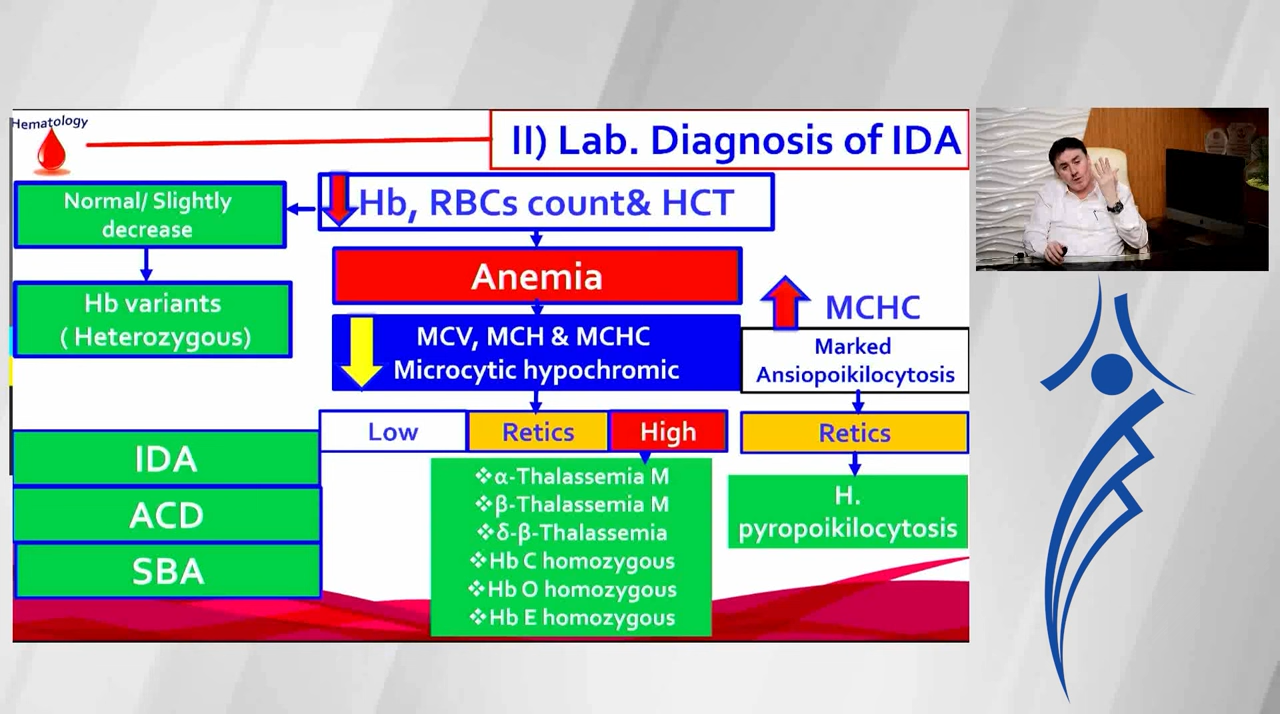 Hematology
II) Lab. Diagnosis of IDA
Normal/ Slightly
decrease
Hb, RBCs count& HCT
Hb variants
( Heterozygous)
Anemia
MCHC
MCV, MCH & MCHC
Microcytic hypochromic
Marked
Ansiopoikilocytosis
Low
Retics
High
Retics
IDA
ACD
SBA
❖α-Thalassemia M
❖β-Thalassemia M
❖δ-β-Thalassemia
❖Hb C homozygous
❖Hb O homozygous
❖Hb E homozygous
H.
pyropoikilocytosis